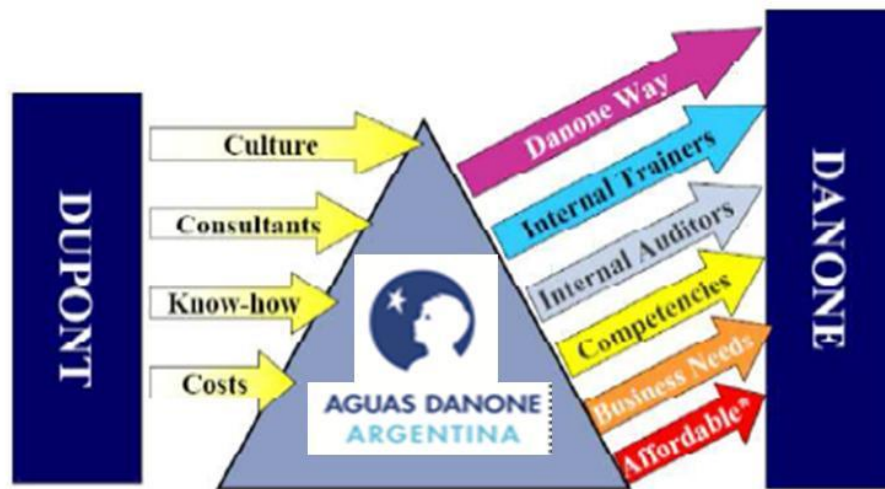 DUPONT
Culture
Consultants
Know-how
Costs
AGUAS DANONE
ARGENTINA
Danone Way
Internal Trainers
Internal Auditors
Competencies
Business Needs
Affordable"
DANONE